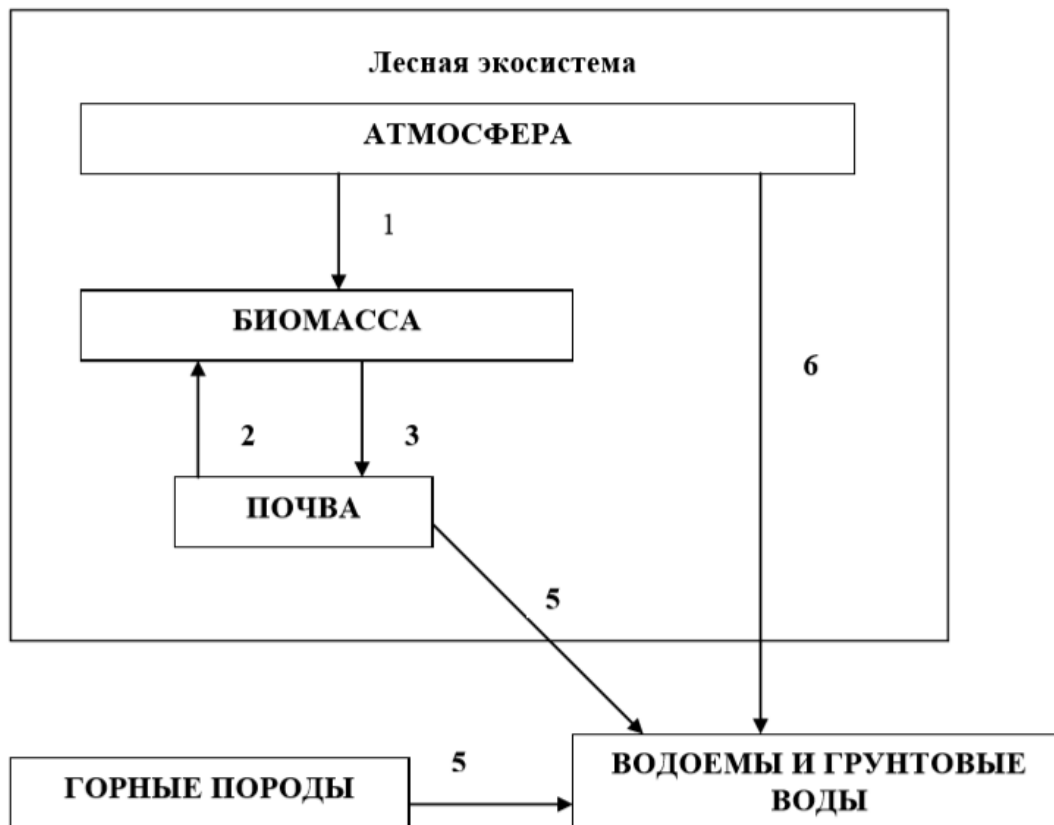 Лесная экосистема
АТМОСФЕРА
1
БИОМАССА
6
2
3
ПОЧВА
5
5
ГОРНЫЕ ПОРОДЫ
ВОДОЕМЫ И ГРУНТОВЫЕ
ВОДЫ